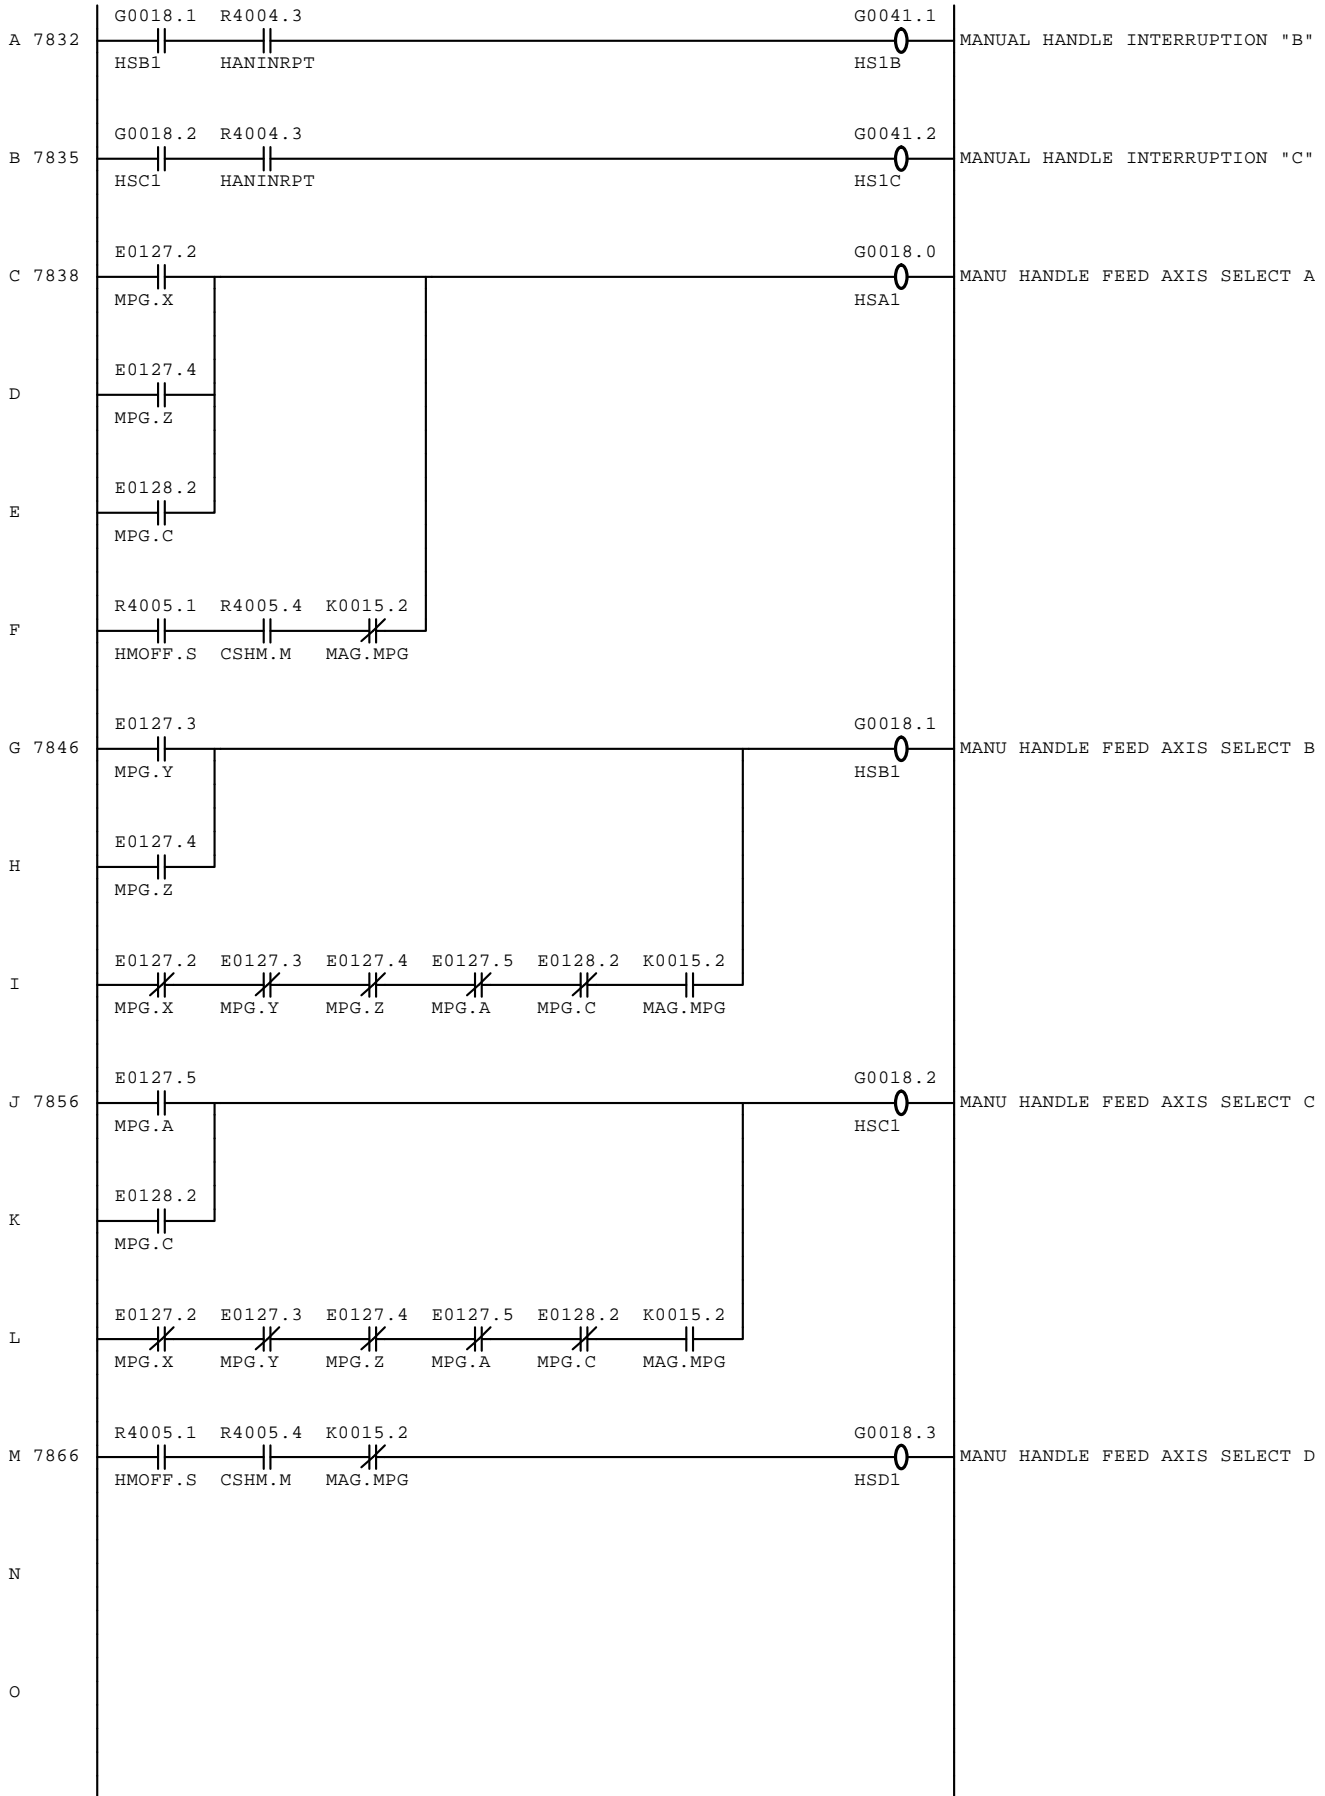 G0018.1 R4004.3 G0041.1
A 7832 MANUAL HANDLE INTERRUPTION "B"
HSB1 HANINRPT HS1B
G0018.2 R4004.3 G0041.2
B 7835 MANUAL HANDLE INTERRUPTION "C"
HSC1 HANINRPT HS1C
E0127.2 G0018.0
C 7838 MANU HANDLE FEED AXIS SELECT A
MPG.X HSA1
E0127.4
D
MPG.Z
E0128.2
E
MPG.C
R4005.1 R4005.4 K0015.2
F
HMOFF.S CSHM.M MAG.MPG
E0127.3 G0018.1
G 7846 MANU HANDLE FEED AXIS SELECT B
MPG.Y HSB1
E0127.4
H
MPG.Z
E0127.2 E0127.3 E0127.4 E0127.5 E0128.2 K0015.2
I
MPG.X MPG.Y MPG.Z MPG.A MPG.C MAG.MPG
E0127.5 G0018.2
J 7856 MANU HANDLE FEED AXIS SELECT C
MPG.A HSC1
E0128.2
K
MPG.C
E0127.2 E0127.3 E0127.4 E0127.5 E0128.2 K0015.2
L
MPG.X MPG.Y MPG.Z MPG.A MPG.C MAG.MPG
R4005.1 R4005.4 K0015.2 G0018.3
M 7866 MANU HANDLE FEED AXIS SELECT D
HMOFF.S CSHM.M MAG.MPG HSD1
N
O